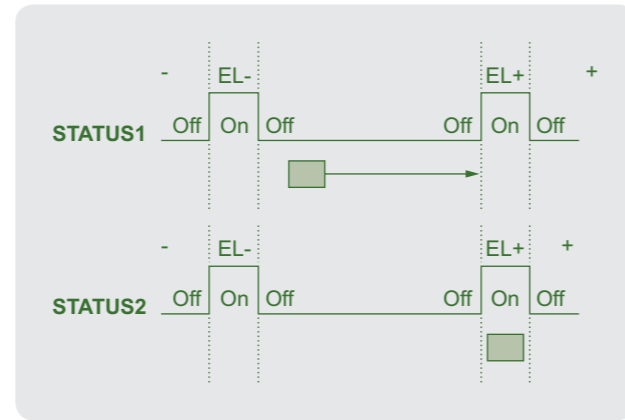 - EL- EL+ +
STATUS1 Off On Off Off On Off
- EL- EL+ +
STATUS2 Off On Off Off On Off